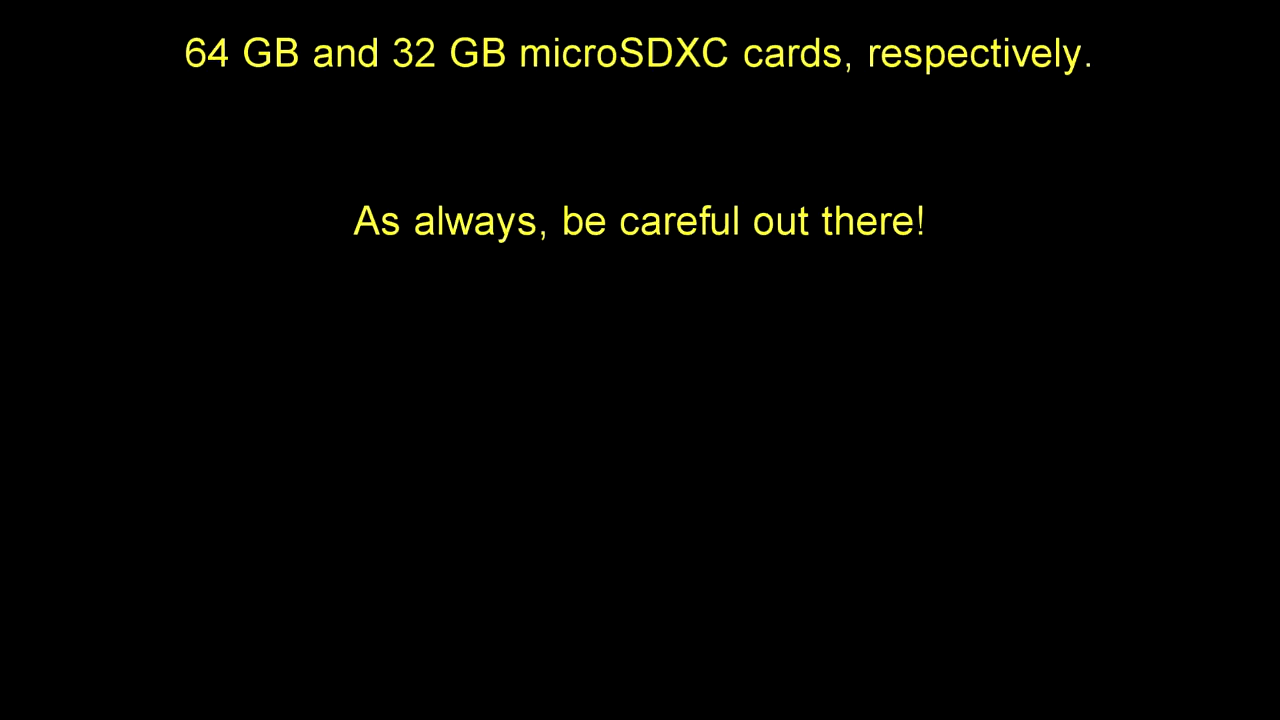 64 GB and 32 GB microSDXC cards, respectively.
As always, be careful out there!